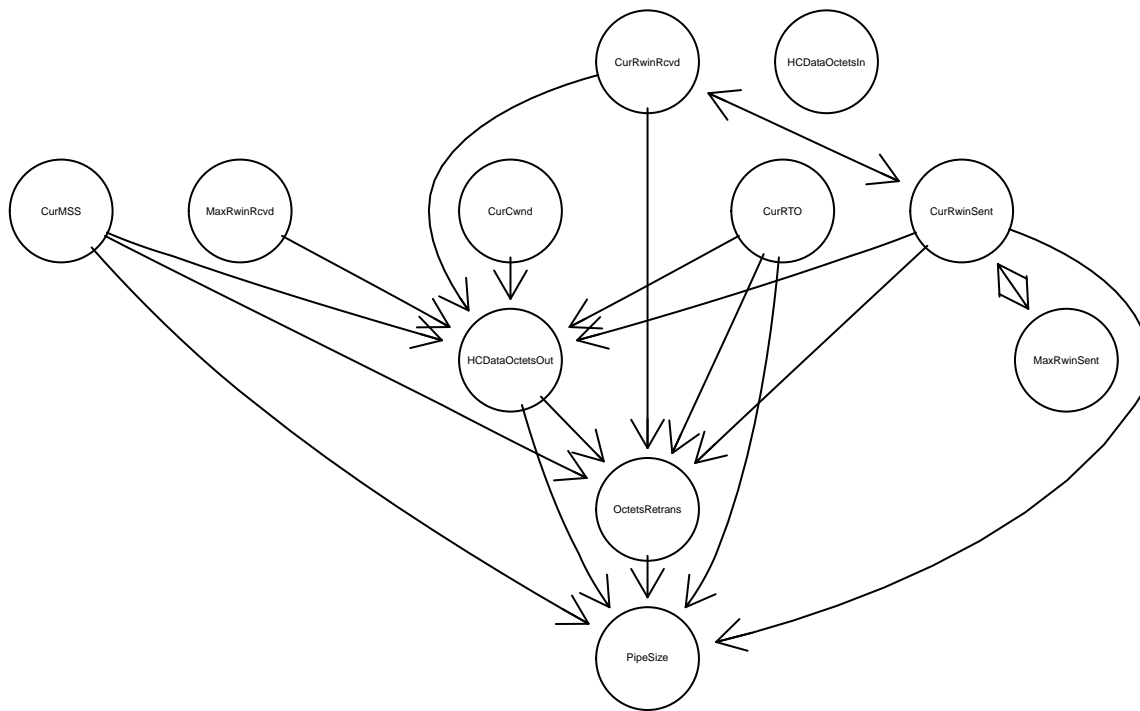 CurRwinRcvd
HCDataOctetsIn
CurMSS
MaxRwinRcvd
CurCwnd
CurRTO
CurRwinSent
HCDataOctetsOut
MaxRwinSent
OctetsRetrans
PipeSize